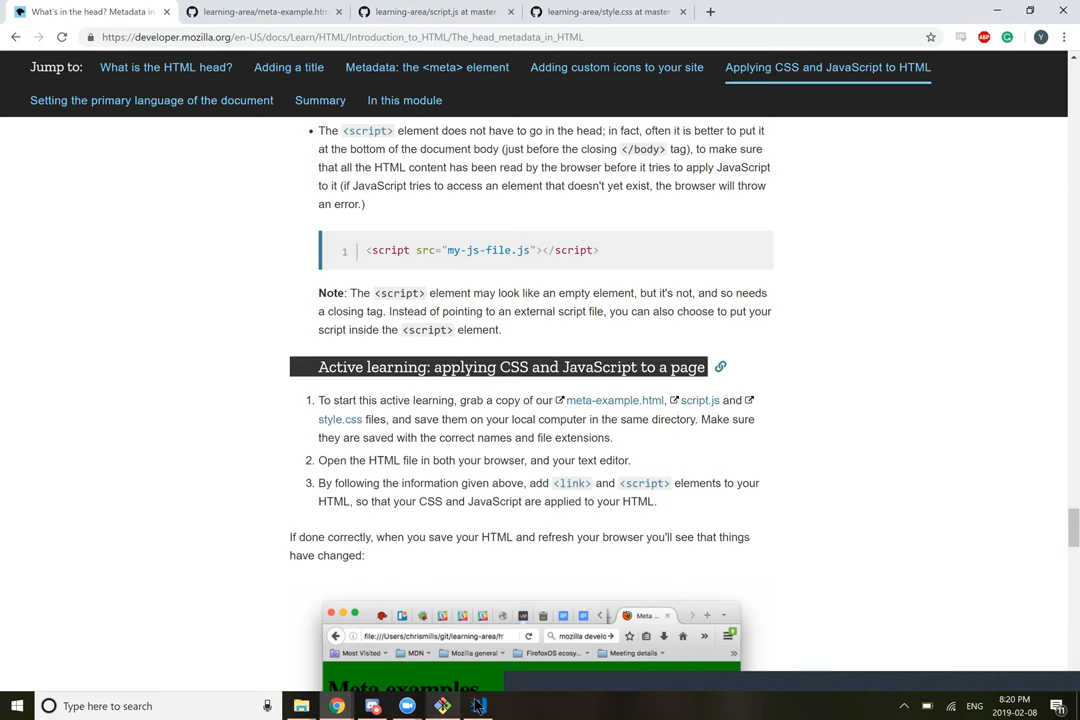 What's in the head? Metadata in
learning-area/meta-example.htm
learning-area/script.js at master
learning-area/style.css at master
https://developer.mozilla.org/en-US/docs/Learn/HTML/Introduction_to_HTML/The_head_metadata_in_HTML
ABP
Y
Jump to: What is the HTML head? Adding a title Metadata: the <meta> element Adding custom icons to your site Applying CSS and JavaScript to HTML
Setting the primary language of the document Summary In this module
• The <script> element does not have to go in the head; in fact, often it is better to put it
at the bottom of the document body (just before the closing </body> tag), to make sure
that all the HTML content has been read by the browser before it tries to apply JavaScript
to it (if JavaScript tries to access an element that doesn't yet exist, the browser will throw
an error.)
1 <script src="my-js-file.js"></script>
Note: The <script> element may look like an empty element, but it's not, and so needs
a closing tag. Instead of pointing to an external script file, you can also choose to put your
script inside the <script> element.
Active learning: applying CSS and JavaScript to a page
1. To start this active learning, grab a copy of our meta-example.html, script.js and
style.css files, and save them on your local computer in the same directory. Make sure
they are saved with the correct names and file extensions.
2. Open the HTML file in both your browser, and your text editor.
3. By following the information given above, add <link> and <script> elements to your
HTML, so that your CSS and JavaScript are applied to your HTML.
If done correctly, when you save your HTML and refresh your browser you'll see that things
have changed:
Meta ...
file:///Users/chrismills/git/learning-area/h
mozilla develo
Most Visited MDN Mozilla general FirefoxOS ecosy... Meeting details
Meta examples
Type here to search
ENG
8:20 PM
2019-02-08